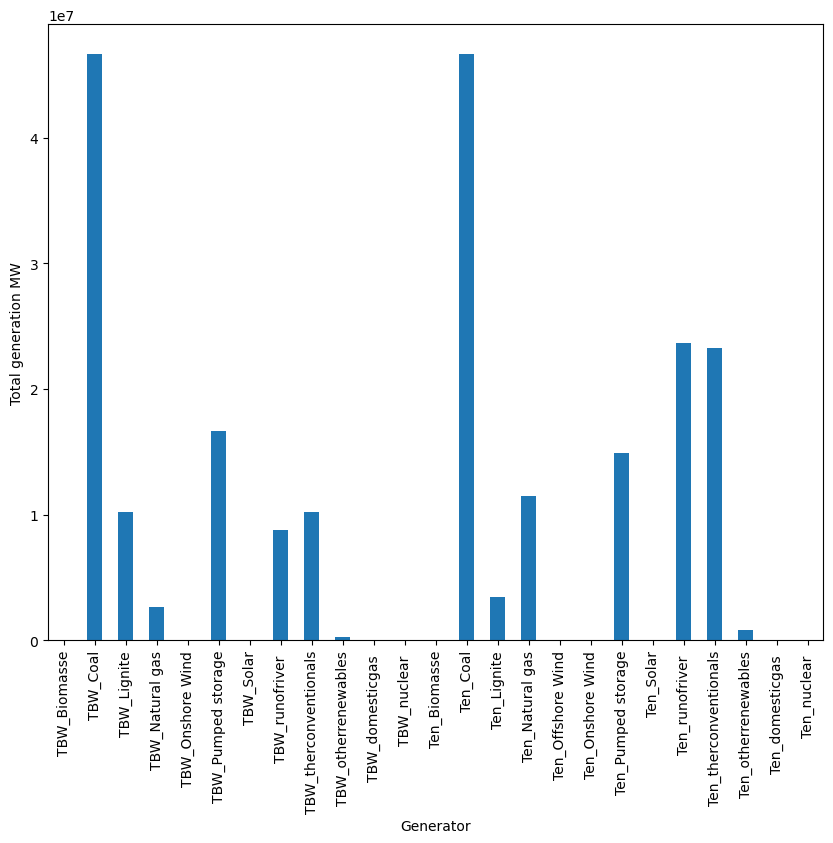 1e7
Total generation MW
4
3
2
1
0
TBW_Biomasse
TBW_Coal
TBW_Lignite
TBW_Natural gas
TBW_Onshore Wind
TBW_Pumped storage
TBW_Solar
TBW_runofriver
TBW_therconventionals
TBW_otherrenewables
TBW_domesticgas
TBW_nuclear
Ten_Biomasse
Ten_Coal
Ten_Lignite
Ten_Natural gas
Ten_Offshore Wind
Ten_Onshore Wind
Ten_Pumped storage
Ten_Solar
Ten_runofriver
Ten_therconventionals
Ten_otherrenewables
Ten_domesticgas
Ten_nuclear
Generator